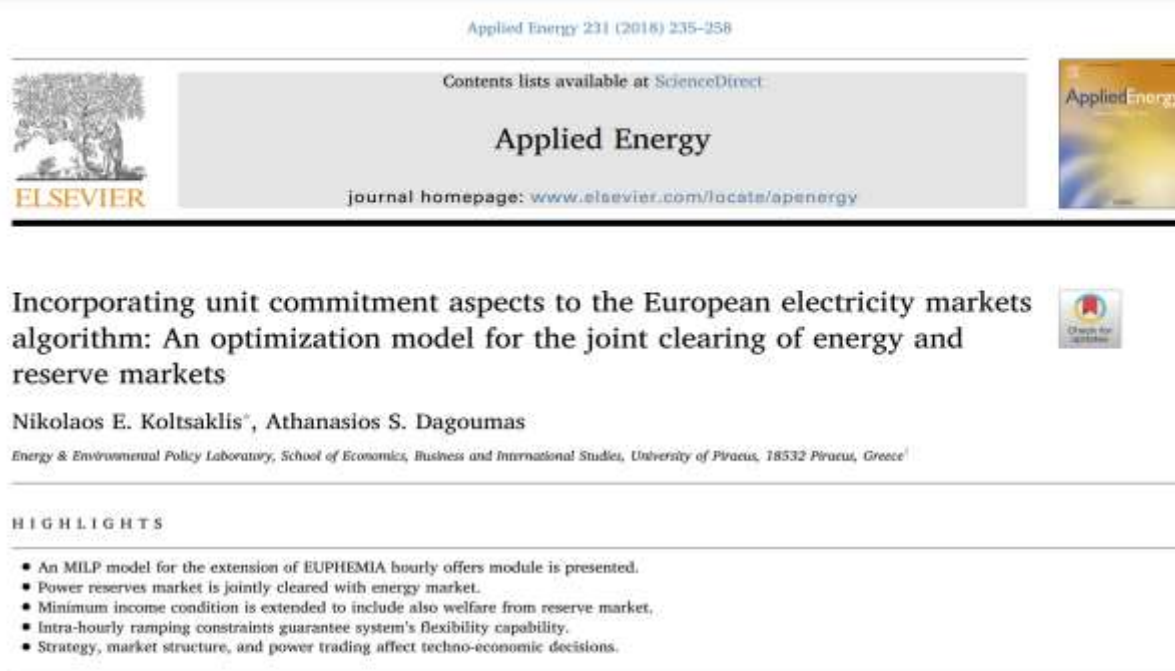 Applied Energy 231 (2018) 235–258
Contents lists available at ScienceDirect
Applied Energy
journal homepage: www.elsevier.com/locate/apenergy
ELSEVIER
AppliedEnergy
Incorporating unit commitment aspects to the European electricity markets
algorithm: An optimization model for the joint clearing of energy and
reserve markets
Check for
updates
Nikolaos E. Koltsaklis*, Athanasios S. Dagoumas
Energy & Environmental Policy Laboratory, School of Economics, Business and International Studies, University of Piraeus, 18532 Piraeus, Greece
HIGHLIGHTS
• An MILP model for the extension of EUPHEMIA hourly offers module is presented.
• Power reserves market is jointly cleared with energy market.
• Minimum income condition is extended to include also welfare from reserve market.
• Intra-hourly ramping constraints guarantee system's flexibility capability.
• Strategy, market structure, and power trading affect techno-economic decisions.